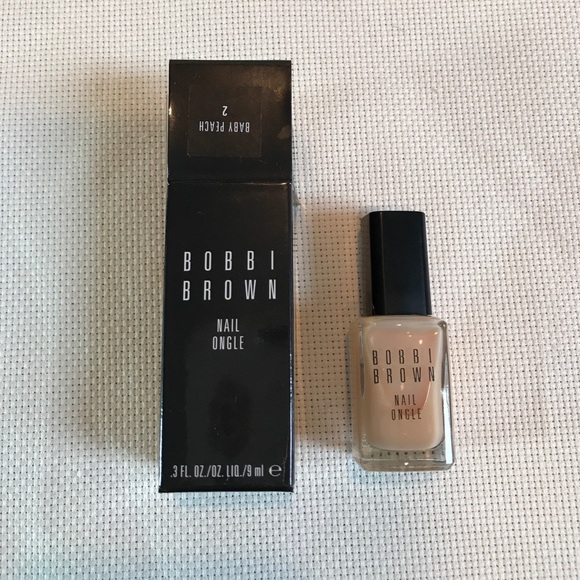 BABY PEACH
2
BOBBI
BROWN
NAIL
ONGLE
.3 FL. OZ./OZ. LIQ./9 ml e
BOBBI
BROWN
NAIL
ONGLE